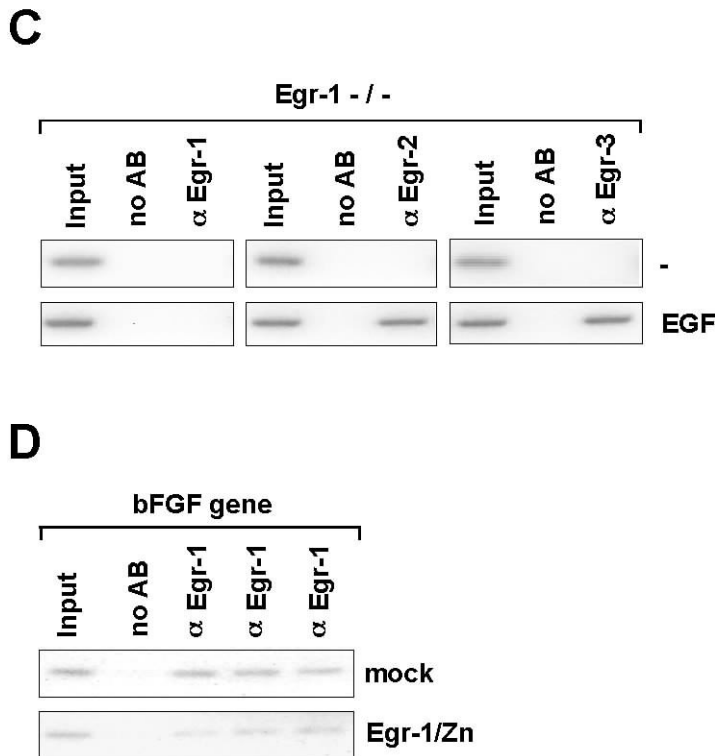 C
Egr-1 - / -
Input no AB α Egr-1 Input no AB α Egr-2 Input no AB α Egr-3
-
EGF
D
bFGF gene
Input no AB α Egr-1 α Egr-1 α Egr-1
mock
Egr-1/Zn